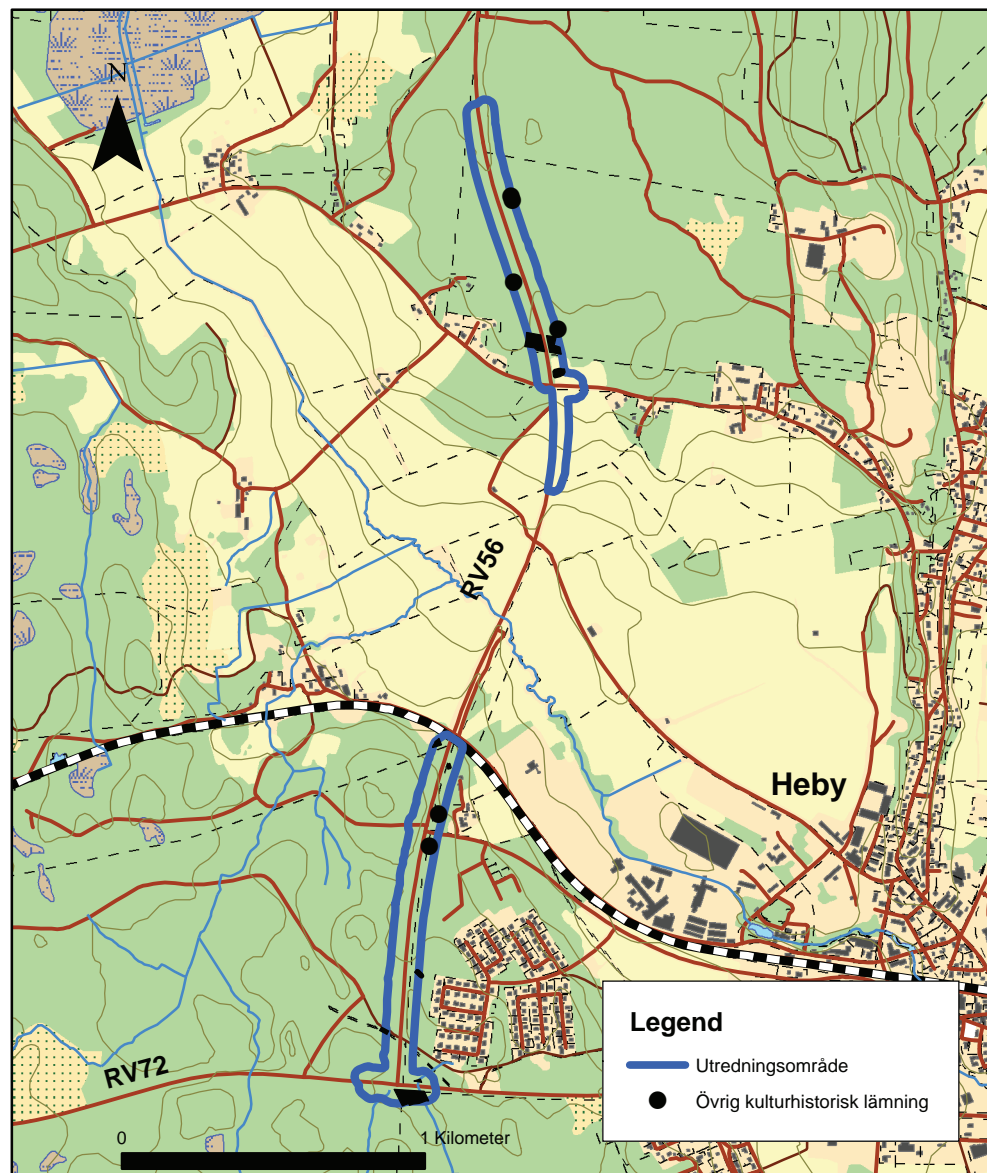 N
RV56
Heby
RV72
Legend
Utredningsområde
Övrig kulturhistorisk lämning
0
1 Kilometer